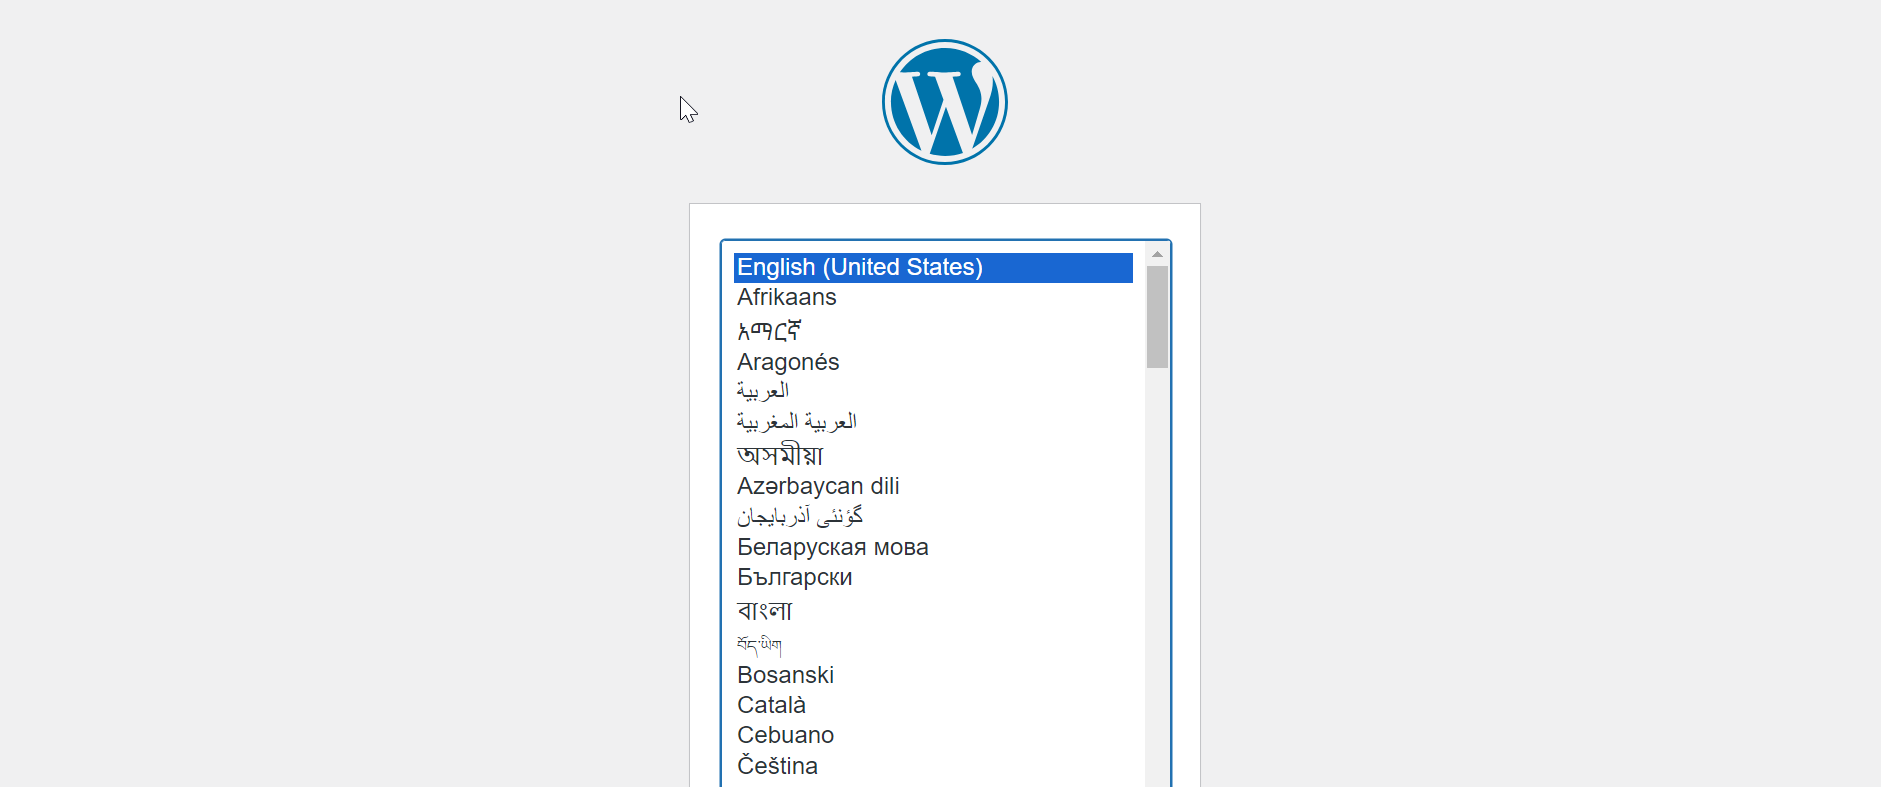 English (United States)
Afrikaans
አማርኛ
Aragonés
العربية
العربية المغربية
অসমীয়া
Azərbaycan dili
گؤنئی آذربایجان
Беларуская мова
Български
বাংলা
བོད་ཡིག
Bosanski
Català
Cebuano
Čeština